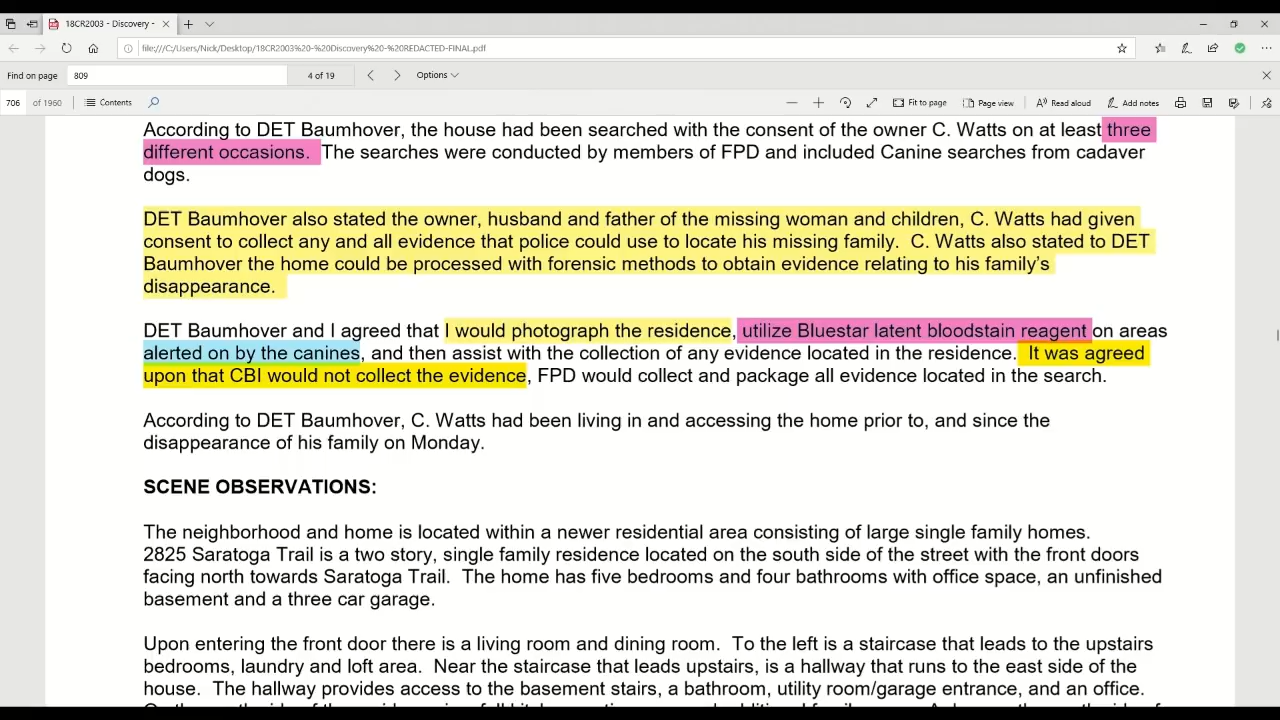 18CR2003 - Discovery -
file:///C:/Users/Nick/Desktop/18CR2003%20-%20Discovery%20-%20REDACTED-FINAL.pdf
Find on page 809 4 of 19 Options
706 of 1960 Contents Fit to page Page view Read aloud Add notes
According to DET Baumhover, the house had been searched with the consent of the owner C. Watts on at least three
different occasions. The searches were conducted by members of FPD and included Canine searches from cadaver
dogs.
DET Baumhover also stated the owner, husband and father of the missing woman and children, C. Watts had given
consent to collect any and all evidence that police could use to locate his missing family. C. Watts also stated to DET
Baumhover the home could be processed with forensic methods to obtain evidence relating to his family's
disappearance.
DET Baumhover and I agreed that I would photograph the residence, utilize Bluestar latent bloodstain reagent on areas
alerted on by the canines, and then assist with the collection of any evidence located in the residence. It was agreed
upon that CBI would not collect the evidence, FPD would collect and package all evidence located in the search.
According to DET Baumhover, C. Watts had been living in and accessing the home prior to, and since the
disappearance of his family on Monday.
SCENE OBSERVATIONS:
The neighborhood and home is located within a newer residential area consisting of large single family homes.
2825 Saratoga Trail is a two story, single family residence located on the south side of the street with the front doors
facing north towards Saratoga Trail. The home has five bedrooms and four bathrooms with office space, an unfinished
basement and a three car garage.
Upon entering the front door there is a living room and dining room. To the left is a staircase that leads to the upstairs
bedrooms, laundry and loft area. Near the staircase that leads upstairs, is a hallway that runs to the east side of the
house. The hallway provides access to the basement stairs, a bathroom, utility room/garage entrance, and an office.